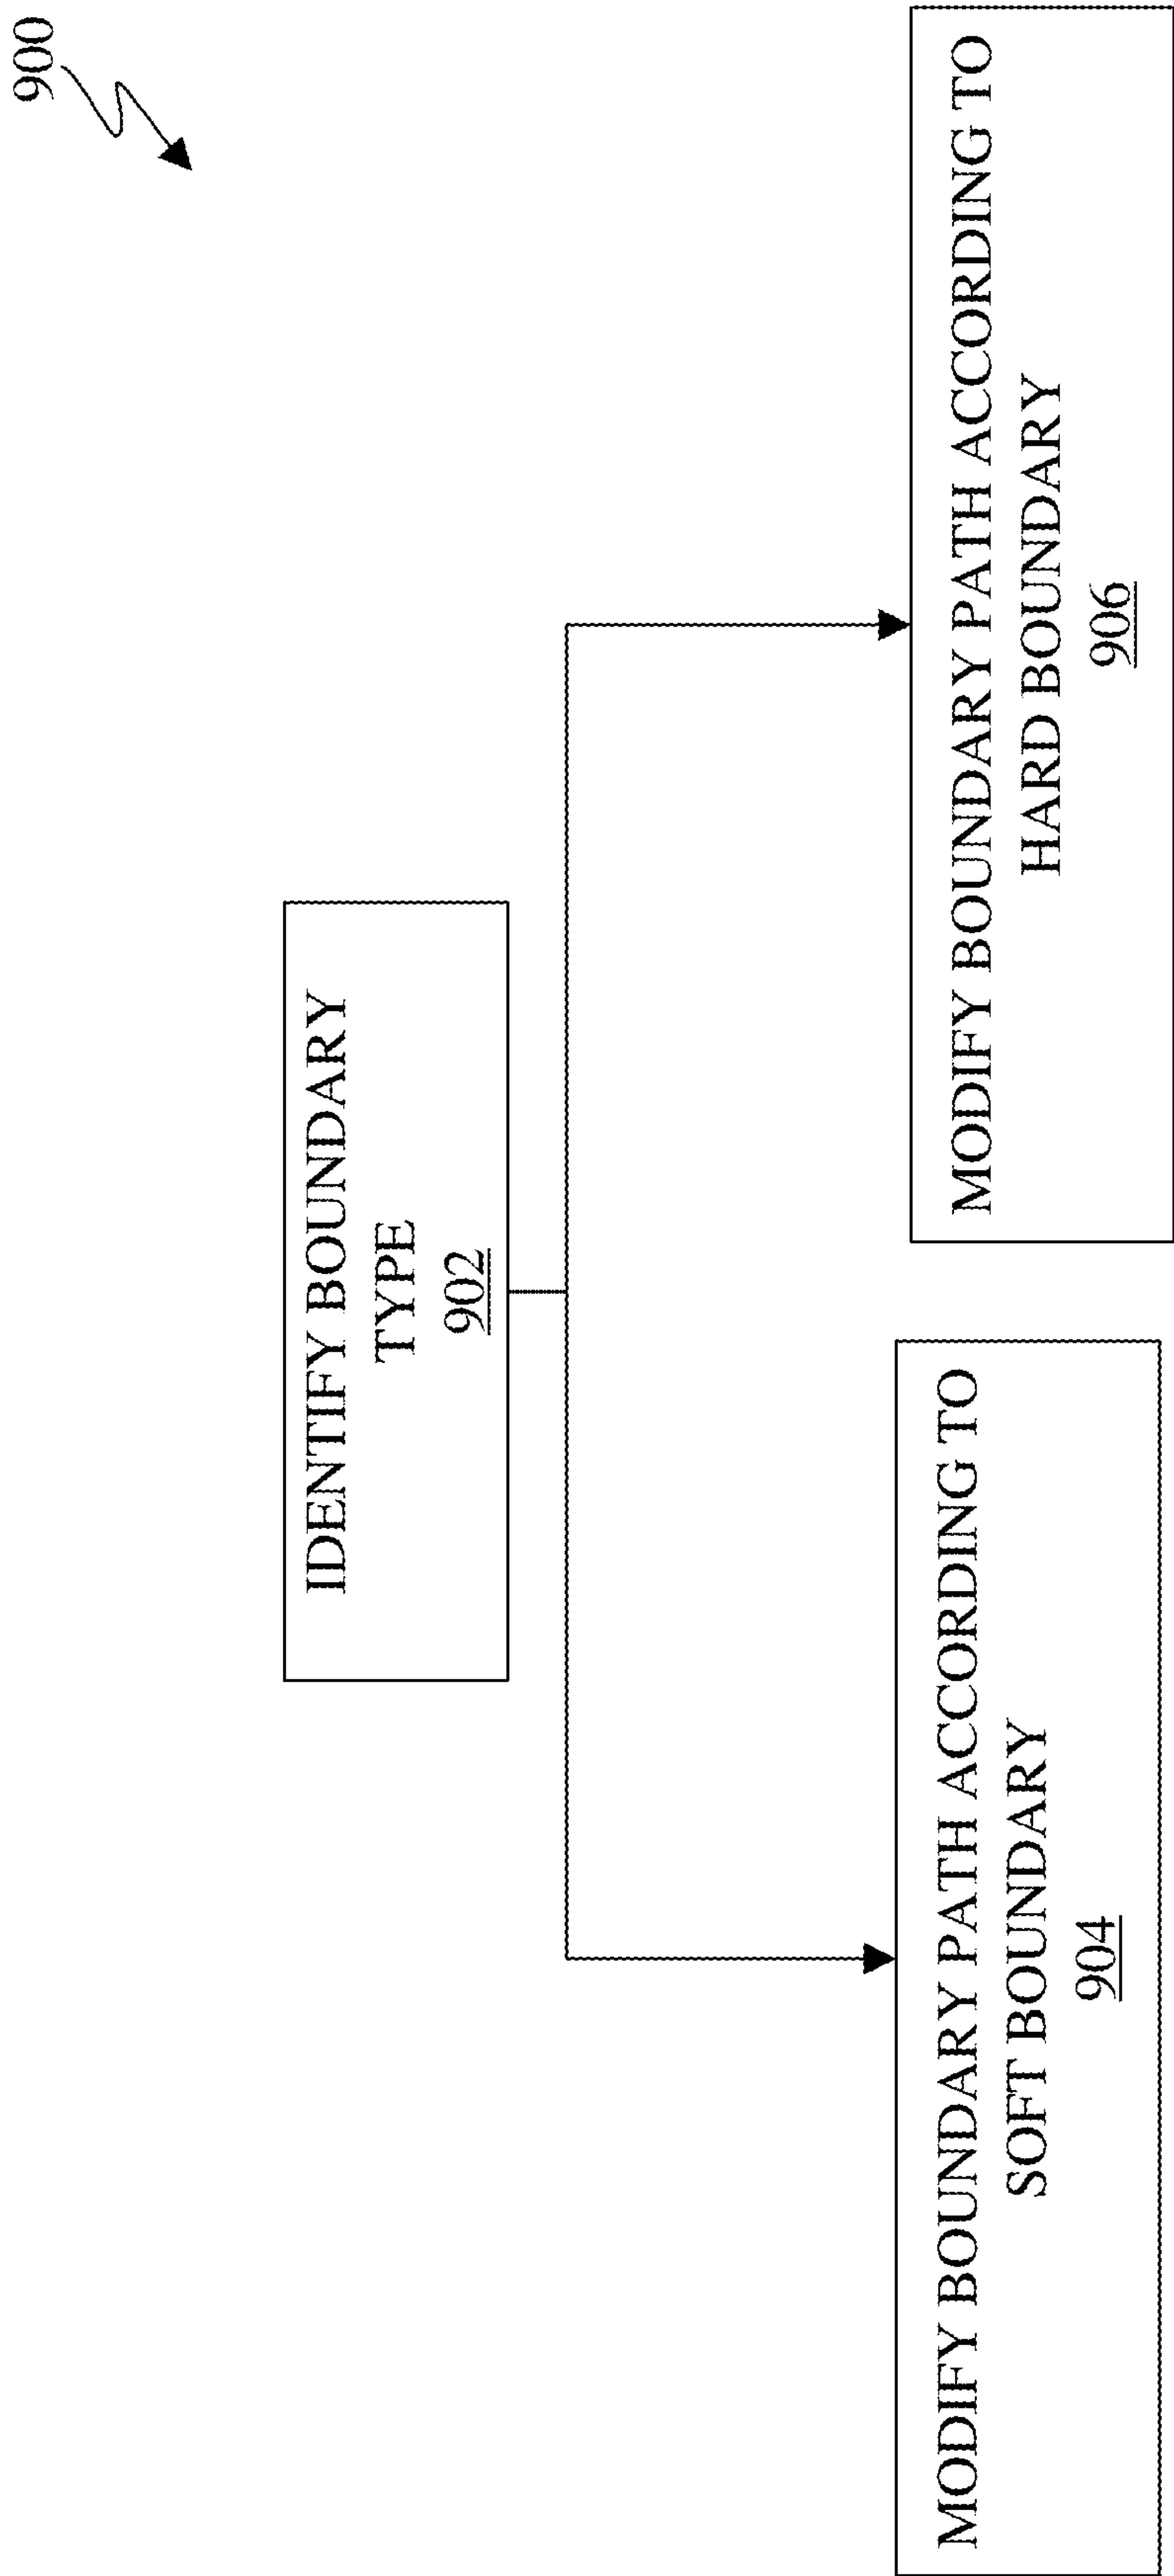 900
IDENTIFY BOUNDARY
TYPE
902
MODIFY BOUNDARY PATH ACCORDING TO
SOFT BOUNDARY
904
MODIFY BOUNDARY PATH ACCORDING TO
HARD BOUNDARY
906